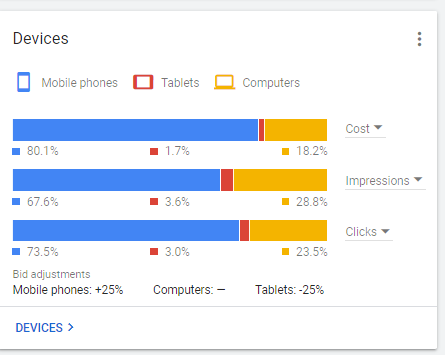 Devices
Mobile phones Tablets Computers
Cost
80.1% 1.7% 18.2%
Impressions
67.6% 3.6% 28.8%
Clicks
73.5% 3.0% 23.5%
Bid adjustments
Mobile phones: +25% Computers: — Tablets: -25%
DEVICES